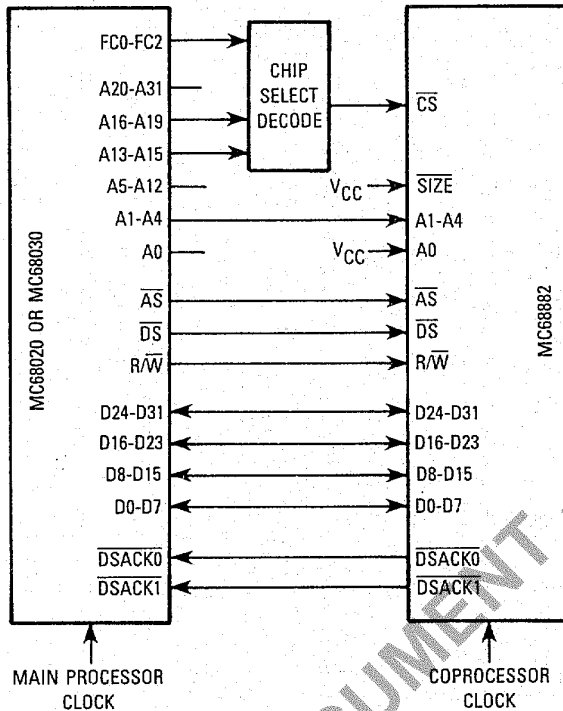 FC0-FC2
A20-A31
A16-A19
A13-A15
A5-A12
A1-A4
A0
AS
DS
R/W
D24-D31
D16-D23
D8-D15
D0-D7
DSACK0
DSACK1
MC68020 OR MC68030
CHIP
SELECT
DECODE
VCC
VCC
CS
SIZE
A1-A4
A0
AS
DS
R/W
D24-D31
D16-D23
D8-D15
D0-D7
DSACK0
DSACK1
MC68882
MAIN PROCESSOR
CLOCK
COPROCESSOR
CLOCK